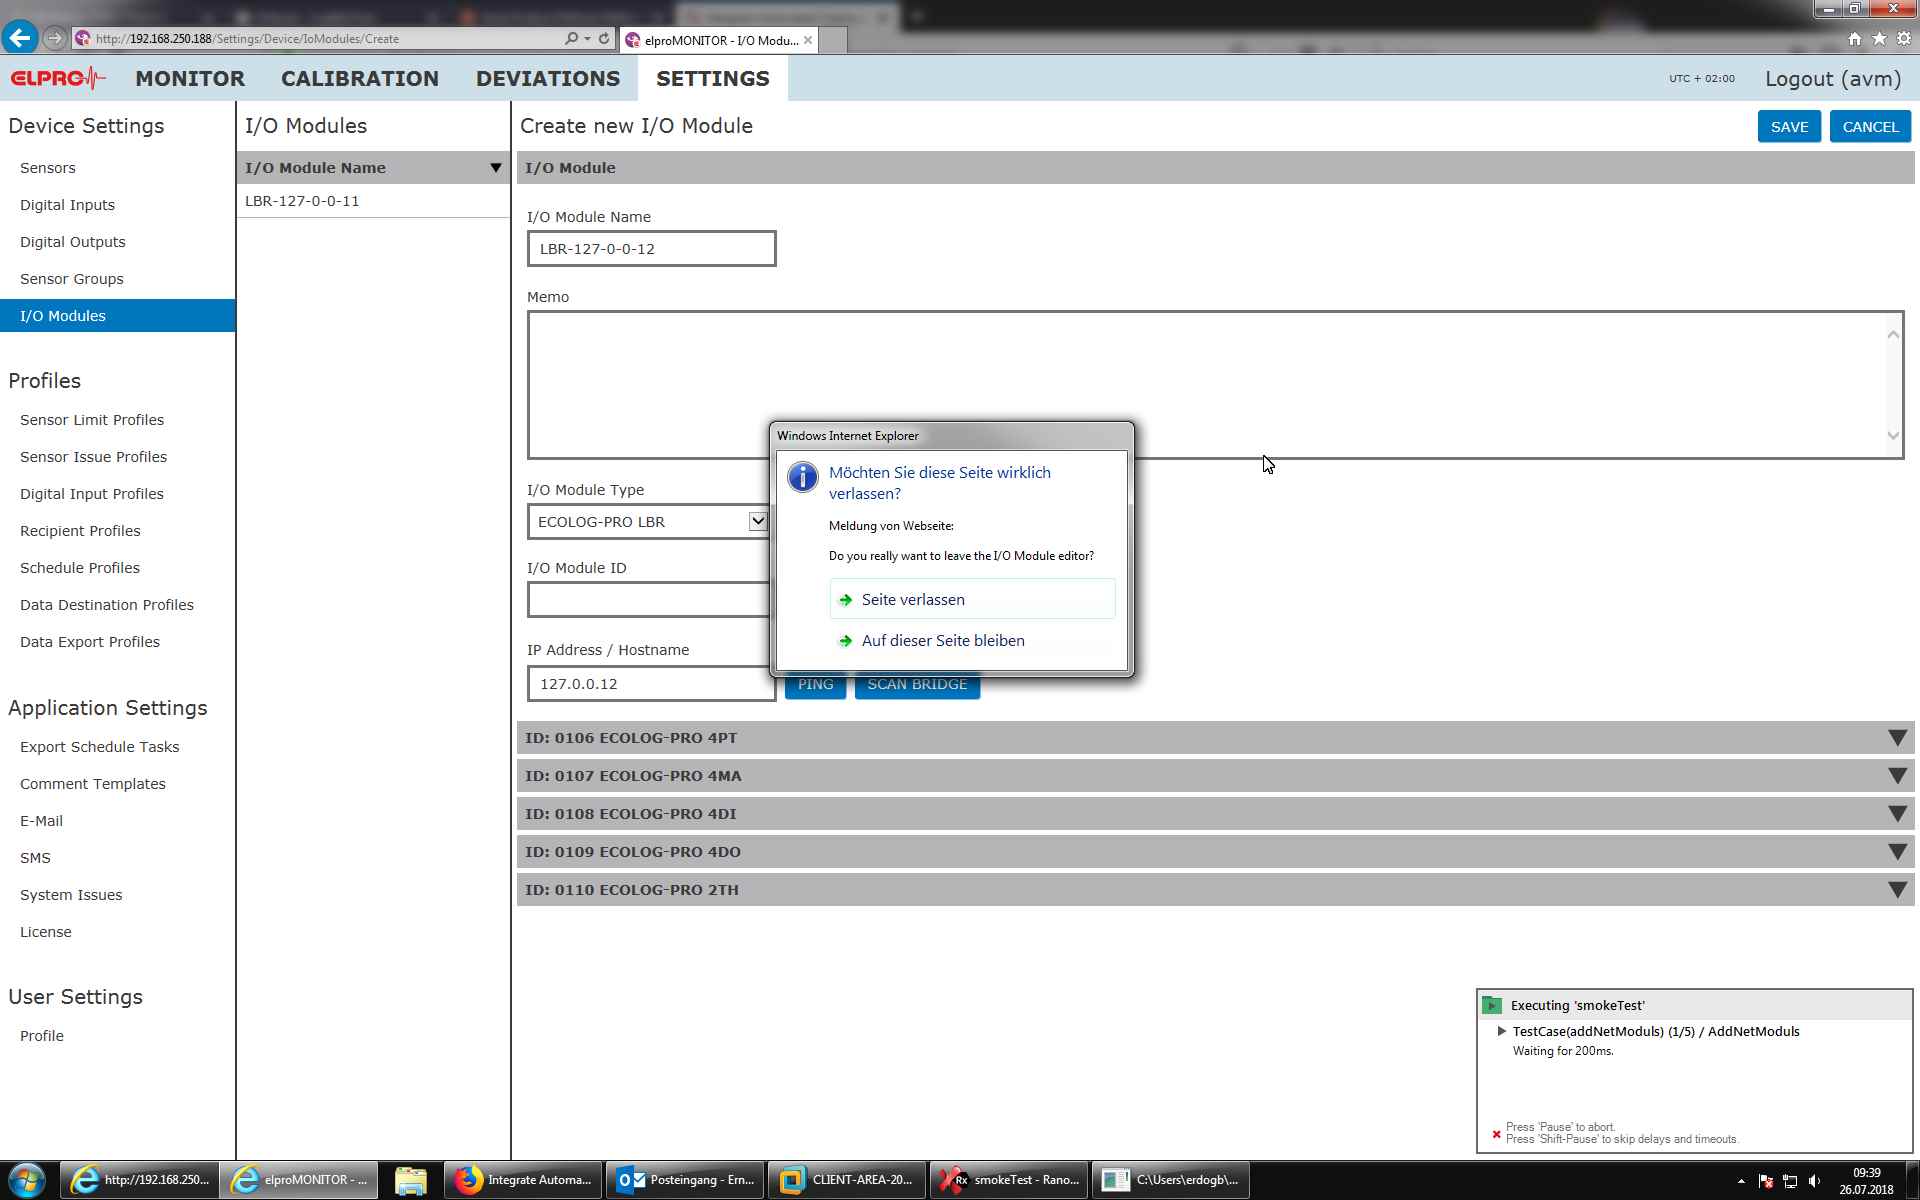 http://192.168.250.188/Settings/Device/IoModules/Create
elproMONITOR - I/O Modu...
ELPRO
MONITOR
CALIBRATION
DEVIATIONS
SETTINGS
UTC + 02:00
Logout (avm)
Device Settings
Sensors
Digital Inputs
Digital Outputs
Sensor Groups
I/O Modules
Profiles
Sensor Limit Profiles
Sensor Issue Profiles
Digital Input Profiles
Recipient Profiles
Schedule Profiles
Data Destination Profiles
Data Export Profiles
Application Settings
Export Schedule Tasks
Comment Templates
E-Mail
SMS
System Issues
License
User Settings
Profile
I/O Modules
I/O Module Name
LBR-127-0-0-11
Create new I/O Module
SAVE
CANCEL
I/O Module
I/O Module Name
LBR-127-0-0-12
Memo
I/O Module Type
ECOLOG-PRO LBR
I/O Module ID
IP Address / Hostname
127.0.0.12
PING
SCAN BRIDGE
Windows Internet Explorer
Möchten Sie diese Seite wirklich
verlassen?
Meldung von Webseite:
Do you really want to leave the I/O Module editor?
Seite verlassen
Auf dieser Seite bleiben
ID: 0106 ECOLOG-PRO 4PT
ID: 0107 ECOLOG-PRO 4MA
ID: 0108 ECOLOG-PRO 4DI
ID: 0109 ECOLOG-PRO 4DO
ID: 0110 ECOLOG-PRO 2TH
Executing 'smokeTest'
TestCase(addNetModuls) (1/5) / AddNetModuls
Waiting for 200ms.
Press 'Pause' to abort.
Press 'Shift-Pause' to skip delays and timeouts.
http://192.168.250...
elproMONITOR - ...
Integrate Automa...
Posteingang - Ern...
CLIENT-AREA-20...
Rx
smokeTest - Rano...
C:\Users\erdogb\...
09:39
26.07.2018